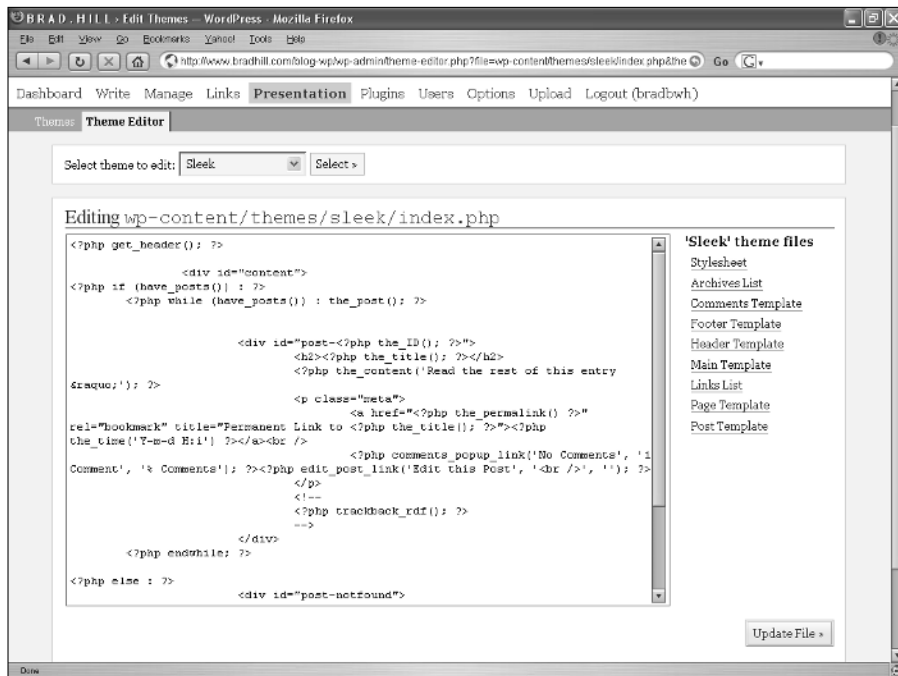 BRAD.HILL › Edit Themes — WordPress - Mozilla Firefox
File Edit View Go Bookmarks Yahoo! Tools Help
http://www.bradhill.com/blog-wp/wp-admin/theme-editor.php?file=wp-content/themes/sleek/index.php&the Go
Dashboard Write Manage Links Presentation Plugins Users Options Upload Logout (bradbwh)
Themes Theme Editor
Select theme to edit: Sleek Select »
Editing wp-content/themes/sleek/index.php
<?php get_header(); ?>
<div id="content">
<?php if (have_posts()) : ?>
<?php while (have_posts()) : the_post(); ?>
<div id="post-<?php the_ID(); ?>">
<h2><?php the_title(); ?></h2>
<?php the_content('Read the rest of this entry
&raquo;'); ?>
<p class="meta">
<a href="<?php the_permalink() ?>"
rel="bookmark" title="Permanent Link to <?php the_title(); ?>"><?php
the_time('Y-m-d H:i') ?></a><br />
<?php comments_popup_link('No Comments', '1
Comment', '% Comments'); ?><?php edit_post_link('Edit this Post', '<br />', ''); ?>
</p>
<!--
<?php trackback_rdf(); ?>
-->
</div>
<?php endwhile; ?>
<?php else : ?>
<div id="post-notfound">
'Sleek' theme files
Stylesheet
Archives List
Comments Template
Footer Template
Header Template
Main Template
Links List
Page Template
Post Template
Update File »
Done